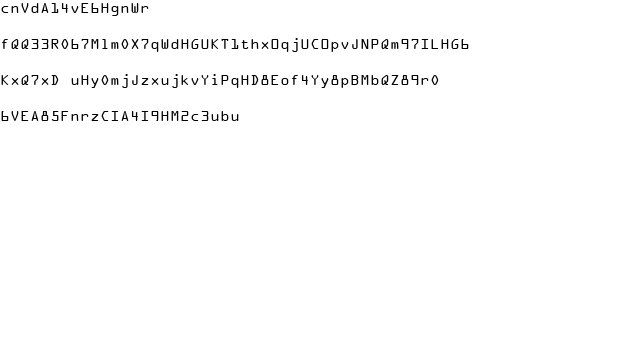 cnVdA14vE6HgnWr
fQQ33R067M1m0X7qWdHGUKT1thxOqjUCOpvJNPQm97ILHG6
KxQ7xD uHy0mjJzxujkvYiPqHD8Eof4Yy8pBMbQZ89r0
6VEA85FnrzCIA4I9HM2c3ubu